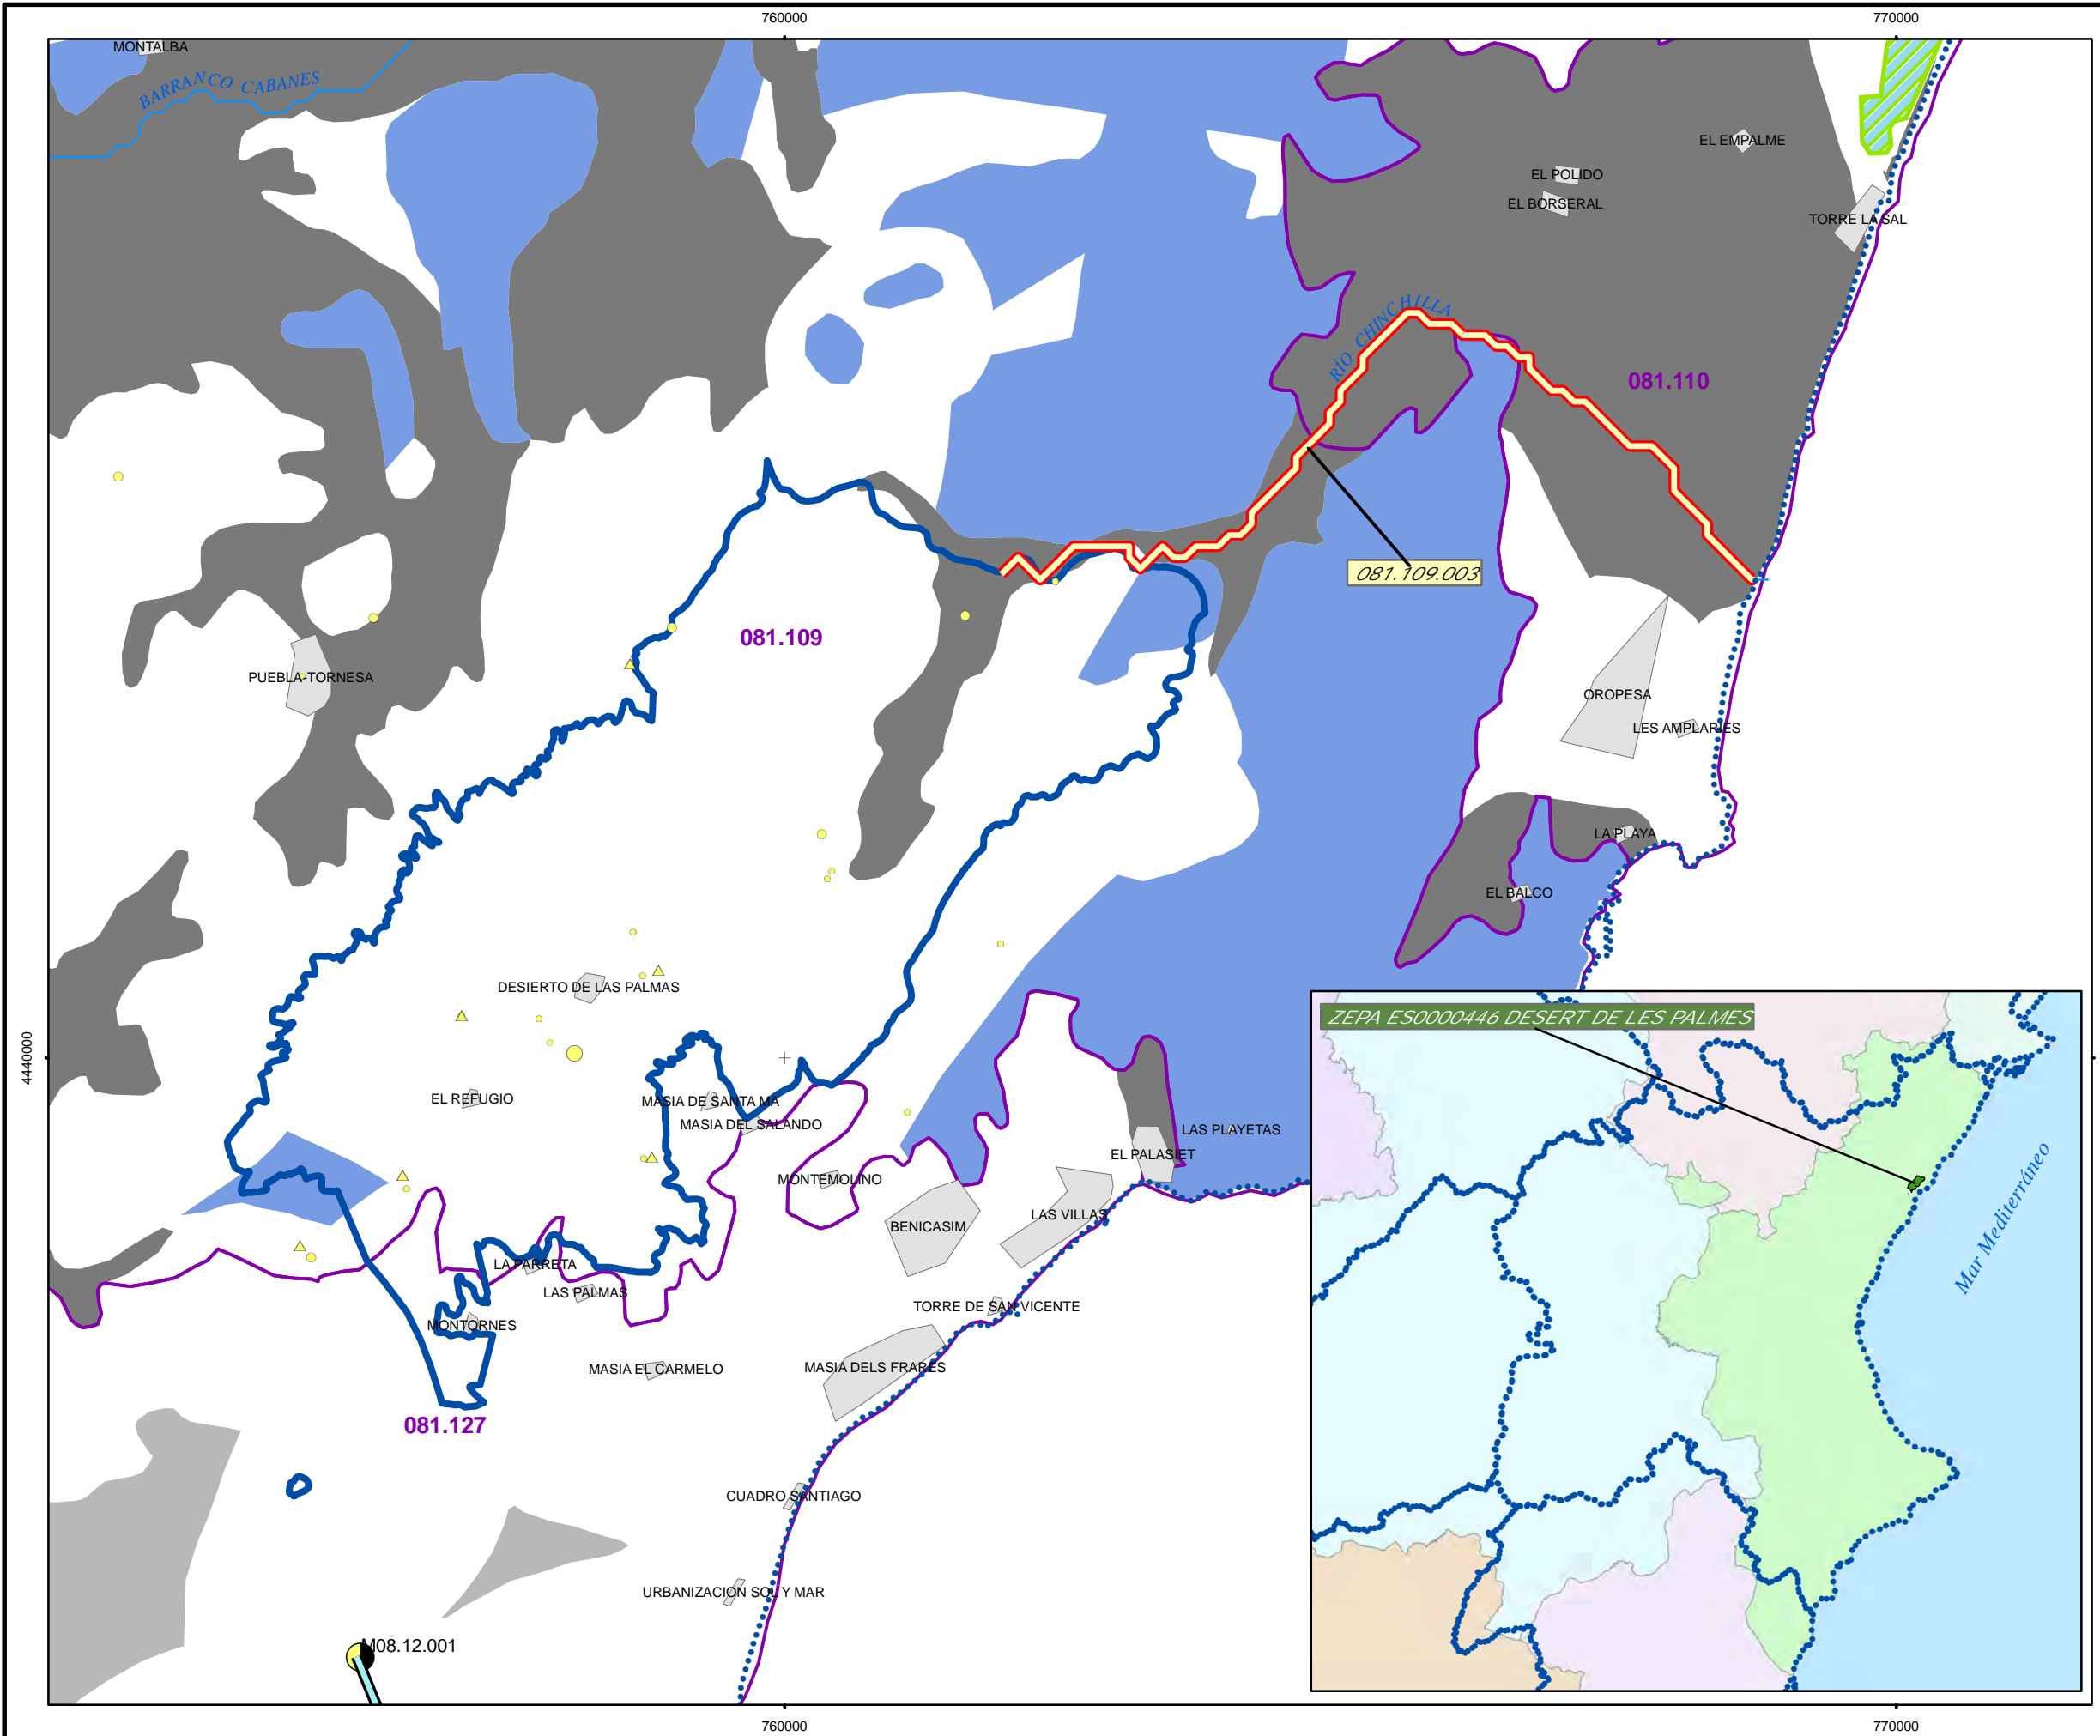 760000
770000
MONTALBA
BARRANCO CABANES
EL EMPALME
EL POLIDO
EL BORSERAL
TORRE LA SAL
RÍO CHINCHILLA
081.110
081.109.003
081.109
PUEBLA-TORNESA
OROPESA
LES AMPLARIES
LA PLAYA
EL BALCO
DESIERTO DE LAS PALMAS
ZEPA ES0000446 DESERT DE LES PALMES
4440000
EL REFUGIO
MASIA DE SANTA MA
MASIA DEL SALANDO
LAS PLAYETAS
EL PALASIET
MONTEMOLINO
LAS VILLAS
BENICASIM
Mar Mediterráneo
LA PARRETA
LAS PALMAS
TORRE DE SAN VICENTE
MONTORNES
MASIA EL CARMELO
MASIA DELS FRARES
081.127
CUADRO SANTIAGO
URBANIZACION SOL Y MAR
M08.12.001
760000
770000